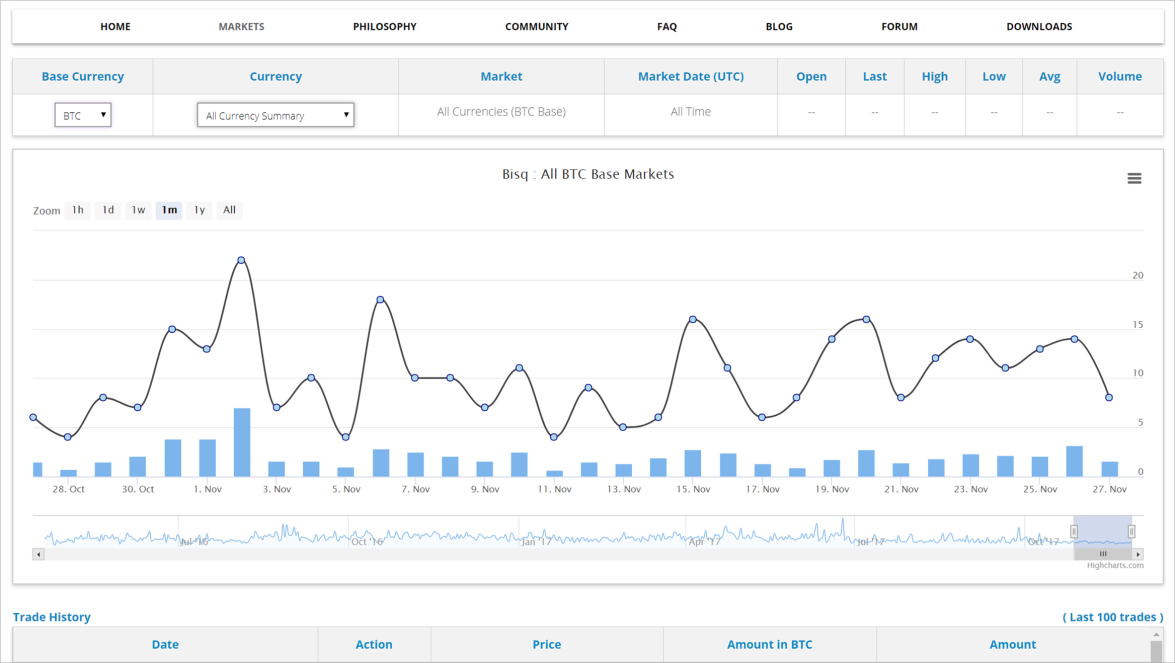 HOME MARKETS PHILOSOPHY COMMUNITY FAQ BLOG FORUM DOWNLOADS
Base Currency Currency Market Market Date (UTC) Open Last High Low Avg Volume
BTC All Currency Summary All Currencies (BTC Base) All Time -- -- -- -- -- --
Bisq : All BTC Base Markets
Zoom 1h 1d 1w 1m 1y All
20
15
10
5
0
28. Oct 30. Oct 1. Nov 3. Nov 5. Nov 7. Nov 9. Nov 11. Nov 13. Nov 15. Nov 17. Nov 19. Nov 21. Nov 23. Nov 25. Nov 27. Nov
Jul '16 Oct '16 Jan '17 Apr '17 Jul '17 Oct '17
Highcharts.com
Trade History ( Last 100 trades )
Date Action Price Amount in BTC Amount